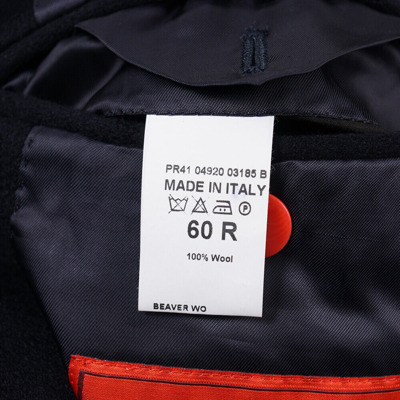 PR41 04920 03185 B
MADE IN ITALY
P
60 R
100% Wool
BEAVER WO